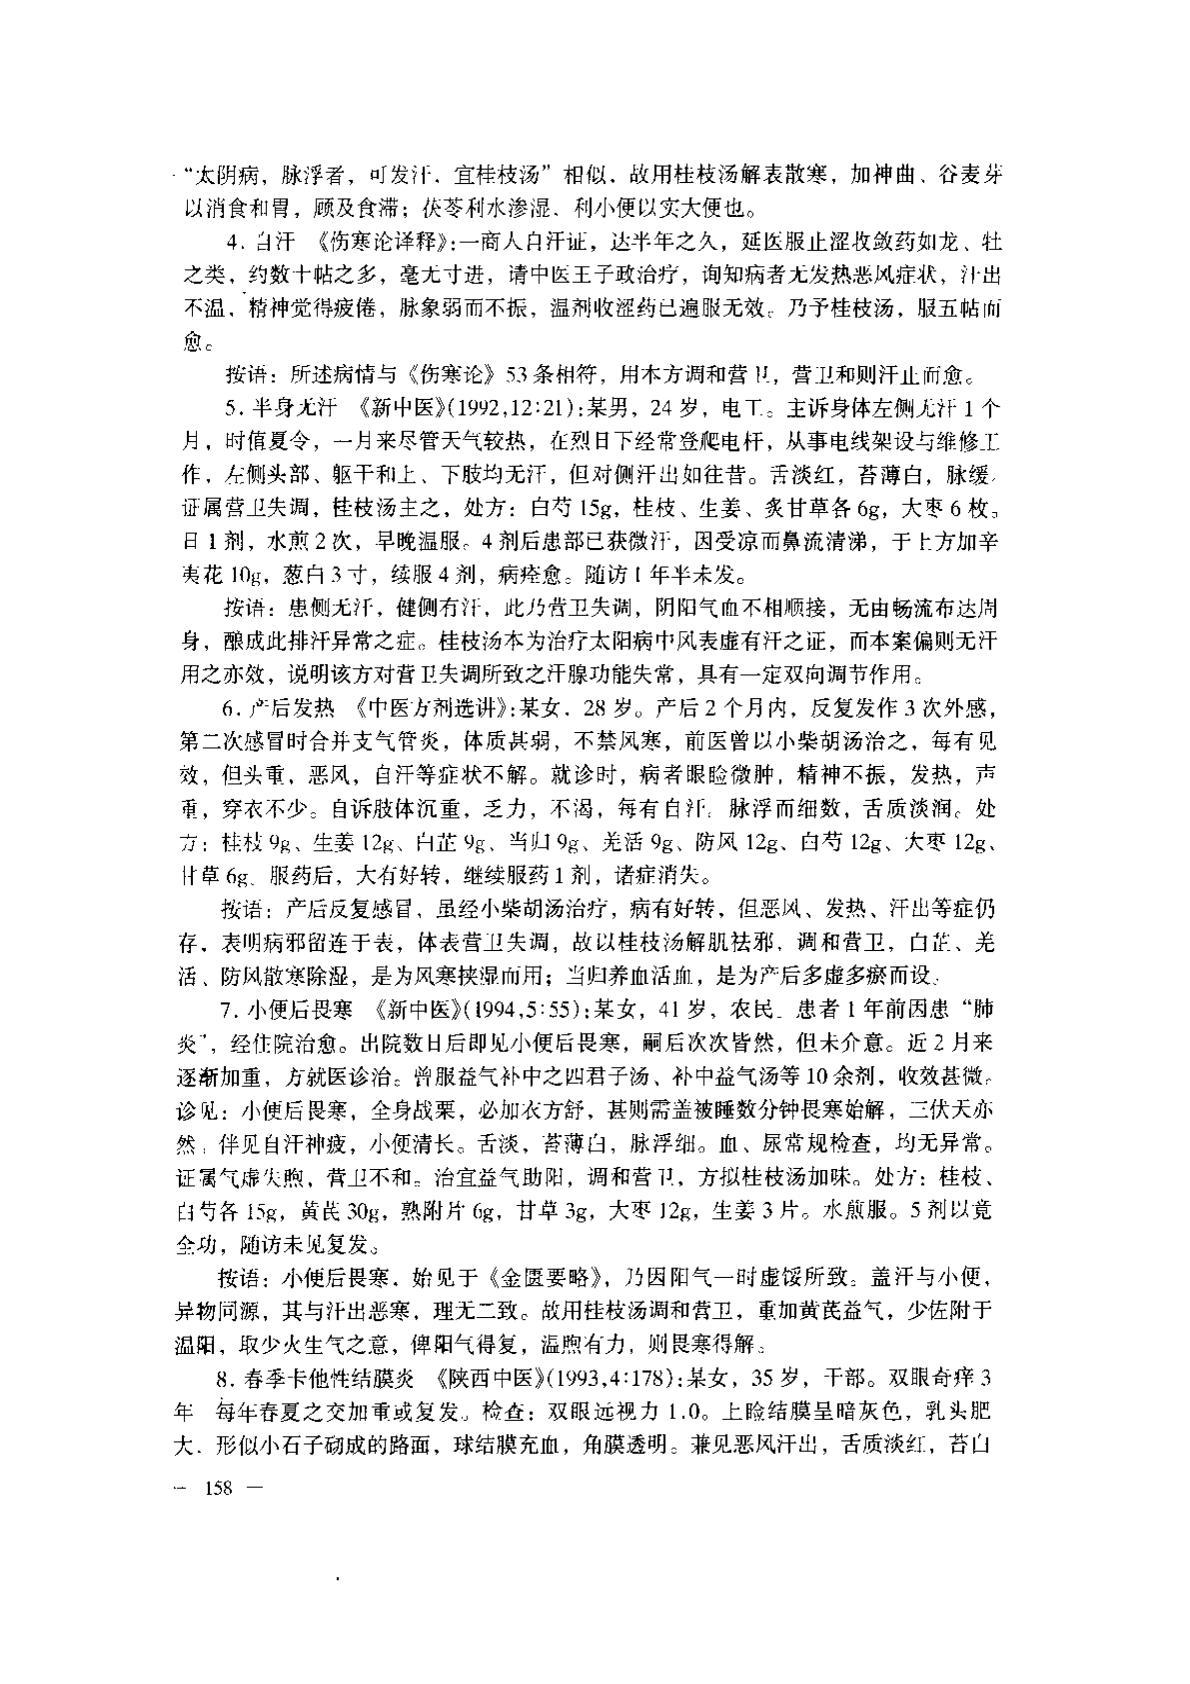 “太阴病，脉浮者，可发汗．宜桂枝汤”相似．故用桂枝汤解表散寒，加神曲、谷麦芽
以消食和胃，顾及食滞；茯苓利水渗湿、利小便以实大便也。
4．自汗　《伤寒论译释》：一商人自汗证，达半年之久，延医服止涩收敛药如龙、牡
之类，约数十帖之多，毫无寸进，请中医王子政治疗，询知病者无发热恶风症状，汗出
不温，精神觉得疲倦，脉象弱而不振，温剂收涩药已遍服无效。乃予桂枝汤，服五帖而
愈。
按语：所述病情与《伤寒论》53条相符，用本方调和营卫，营卫和则汗止而愈。
5．半身无汗　《新中医》（1992,12:21）：某男，24岁，电工。主诉身体左侧无汗1个
月，时值夏令，一月来尽管天气较热，在烈日下经常登爬电杆，从事电线架设与维修工
作，左侧头部、躯干和上、下肢均无汗，但对侧汗出如往昔。舌淡红，苔薄白，脉缓。
证属营卫失调，桂枝汤主之，处方：白芍15g，桂枝、生姜、炙甘草各6g，大枣6枚。
日1剂，水煎2次，早晚温服。4剂后患部已获微汗，因受凉而鼻流清涕，于上方加辛
夷花10g，葱白3寸，续服4剂，病痊愈。随访1年半未发。
按语：患侧无汗，健侧有汗，此乃营卫失调，阴阳气血不相顺接，无由畅流布达周
身，酿成此排汗异常之症。桂枝汤本为治疗太阳病中风表虚有汗之证，而本案偏则无汗
用之亦效，说明该方对营卫失调所致之汗腺功能失常，具有一定双向调节作用。
6．产后发热　《中医方剂选讲》：某女．28岁。产后2个月内，反复发作3次外感，
第二次感冒时合并支气管炎，体质甚弱，不禁风寒，前医曾以小柴胡汤治之，每有见
效，但头重，恶风，自汗等症状不解。就诊时，病者眼睑微肿，精神不振，发热，声
重，穿衣不少。自诉肢体沉重，乏力，不渴，每有自汗。脉浮而细数，舌质淡润。处
方：桂枝9g、生姜12g、白芷9g、当归9g、羌活9g、防风12g、白芍12g、大枣12g、
甘草6g。服药后，大有好转，继续服药1剂，诸症消失。
按语：产后反复感冒，虽经小柴胡汤治疗，病有好转，但恶风、发热、汗出等症仍
存，表明病邪留连于表，体表营卫失调，故以桂枝汤解肌祛邪，调和营卫，白芷、羌
活、防风散寒除湿，是为风寒挟湿而用；当归养血活血，是为产后多虚多瘀而设。
7．小便后畏寒　《新中医》（1994,5:55）：某女，41岁，农民。患者1年前因患“肺
炎”，经住院治愈。出院数日后即见小便后畏寒，嗣后次次皆然，但未介意。近2月来
逐渐加重，方就医诊治。曾服益气补中之四君子汤、补中益气汤等10余剂，收效甚微。
诊见：小便后畏寒，全身战栗，必加衣方舒，甚则需盖被睡数分钟畏寒始解，三伏天亦
然，伴见自汗神疲，小便清长。舌淡，苔薄白，脉浮细。血、尿常规检查，均无异常。
证属气虚失煦，营卫不和。治宜益气助阳，调和营卫，方拟桂枝汤加味。处方：桂枝、
白芍各15g，黄芪30g，熟附片6g，甘草3g，大枣12g，生姜3片。水煎服。5剂以竟
全功，随访未见复发。
按语：小便后畏寒，始见于《金匮要略》，乃因阳气一时虚馁所致。盖汗与小便，
异物同源，其与汗出恶寒，理无二致。故用桂枝汤调和营卫，重加黄芪益气，少佐附子
温阳，取少火生气之意，俾阳气得复，温煦有力，则畏寒得解。
8．春季卡他性结膜炎　《陕西中医》（1993,4:178）：某女，35岁，干部。双眼奇痒3
年　每年春夏之交加重或复发。检查：双眼远视力1.0。上睑结膜呈暗灰色，乳头肥
大．形似小石子砌成的路面，球结膜充血，角膜透明。兼见恶风汗出，舌质淡红，苔白
— 158 —